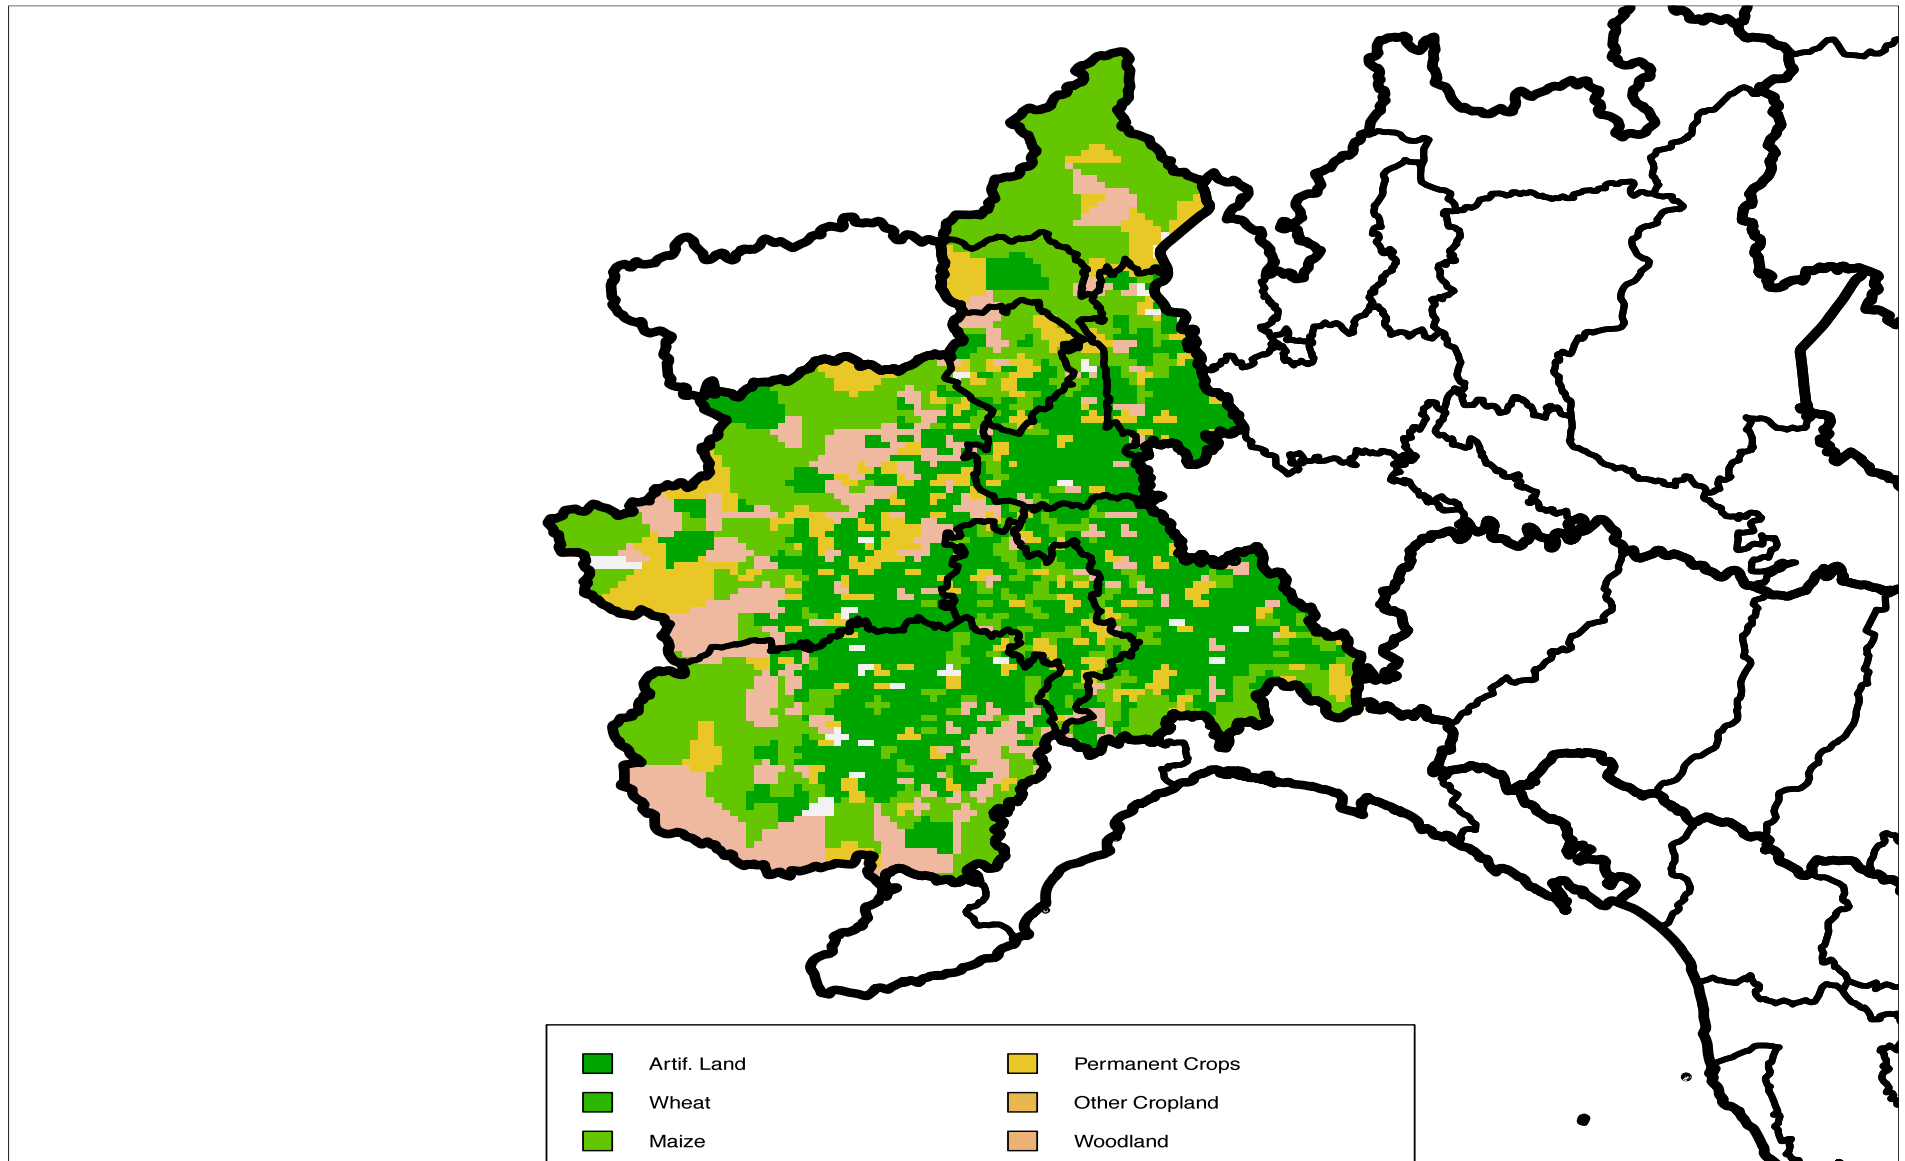 Artif. Land
Permanent Crops
Wheat
Other Cropland
Maize
Woodland